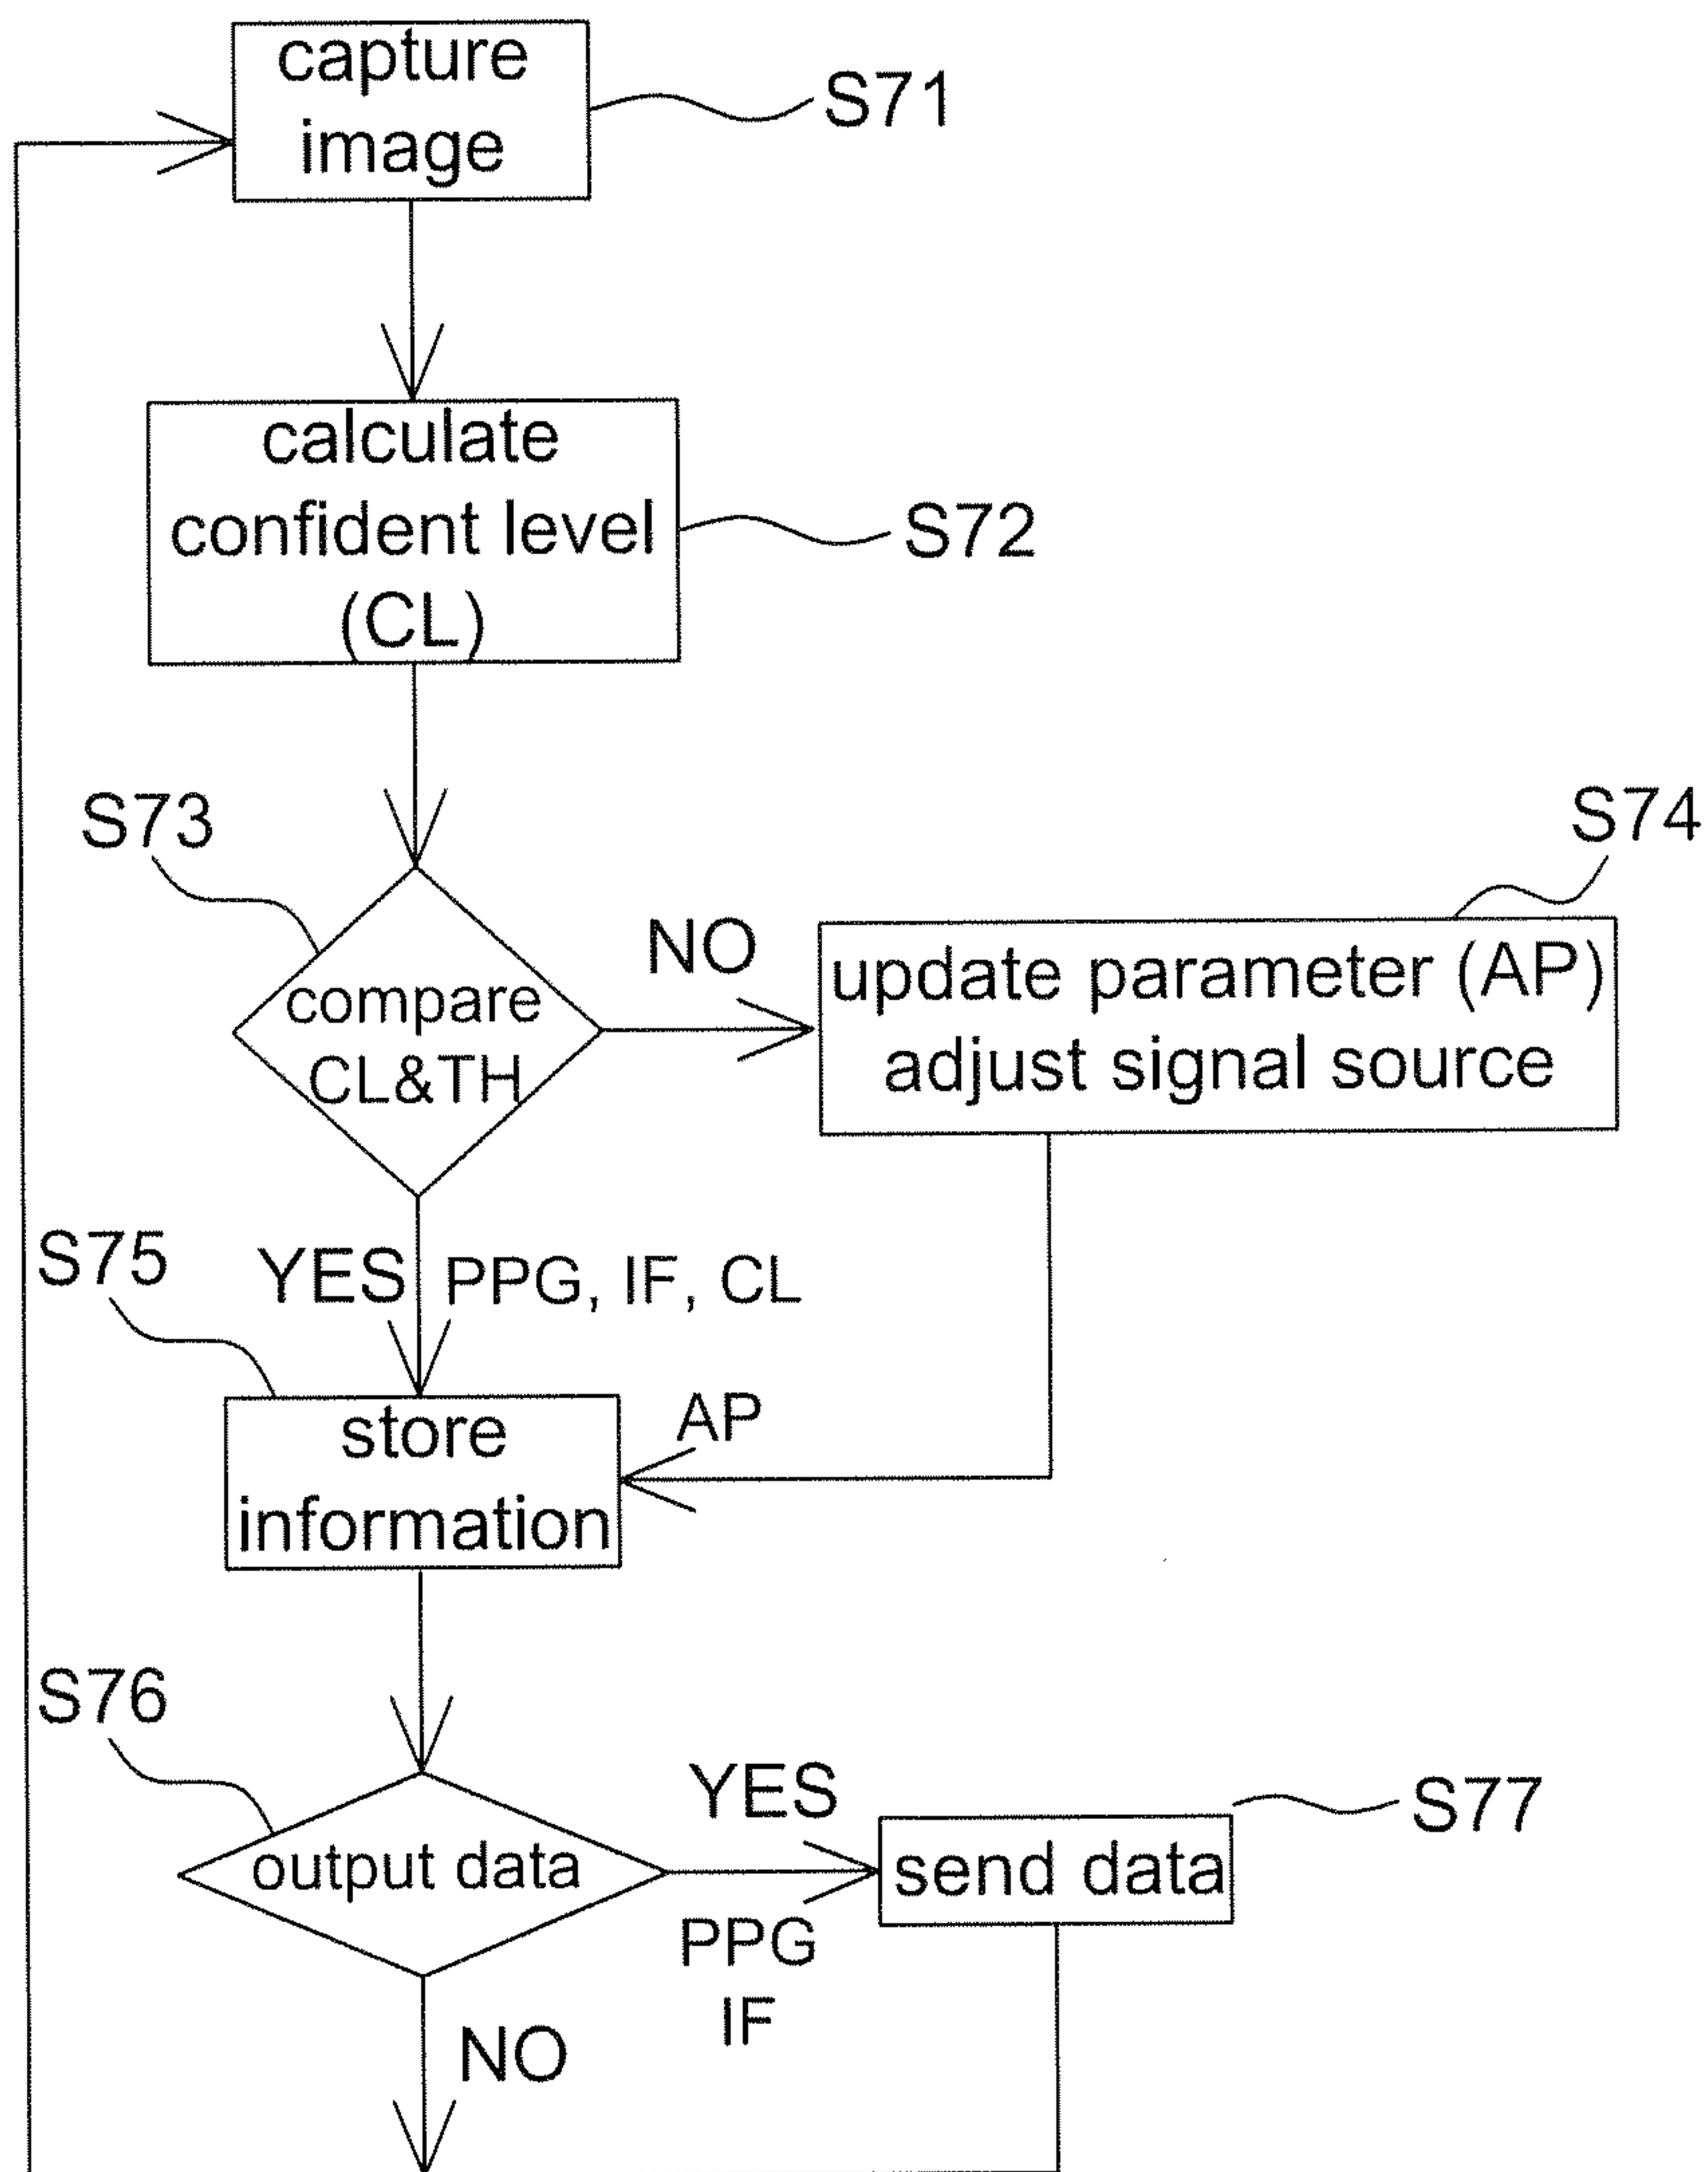 capture
image
S71
calculate
confident level
(CL)
S72
S73
compare
CL&TH
NO
S74
update parameter (AP)
adjust signal source
S75
YES
PPG, IF, CL
AP
store
information
S76
output data
YES
PPG
IF
S77
send data
NO